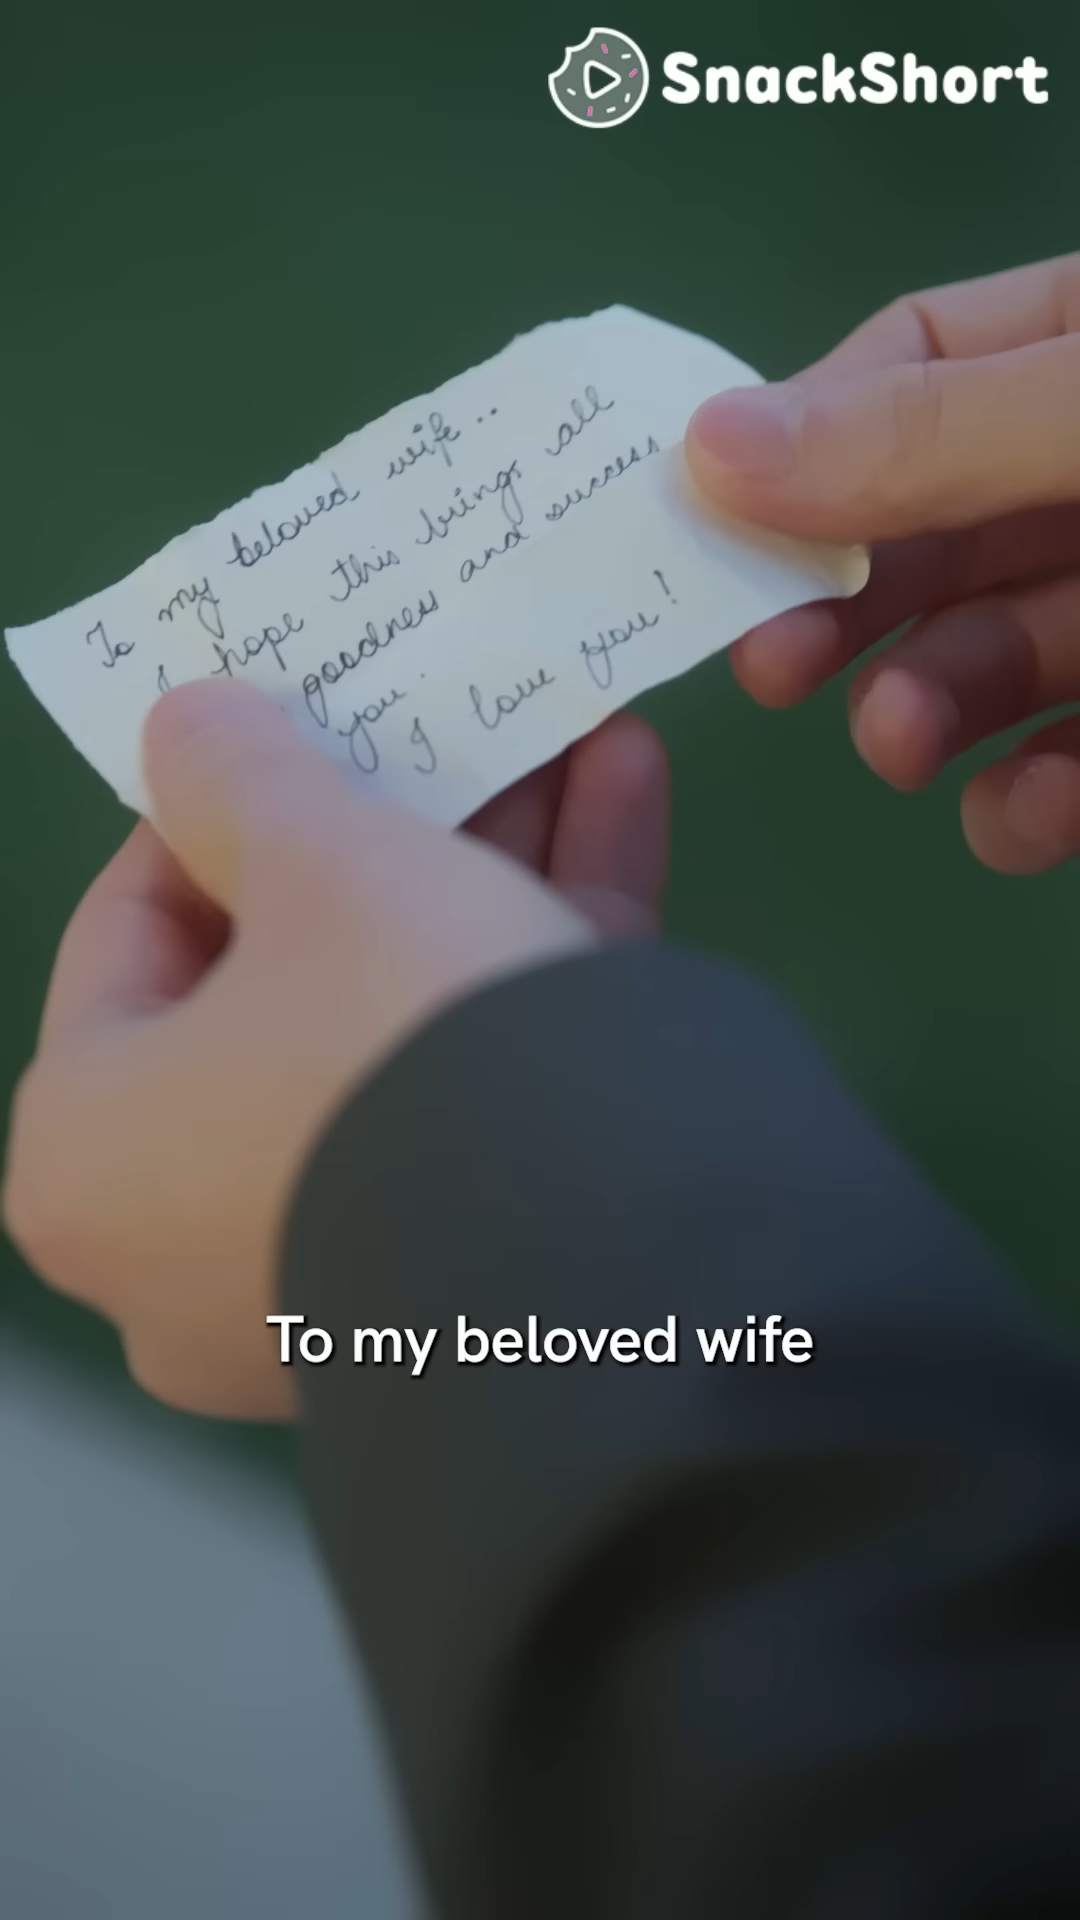 SnackShort
To my beloved wife..
I hope this brings all
goodness and success
you.
I love you!
To my beloved wife